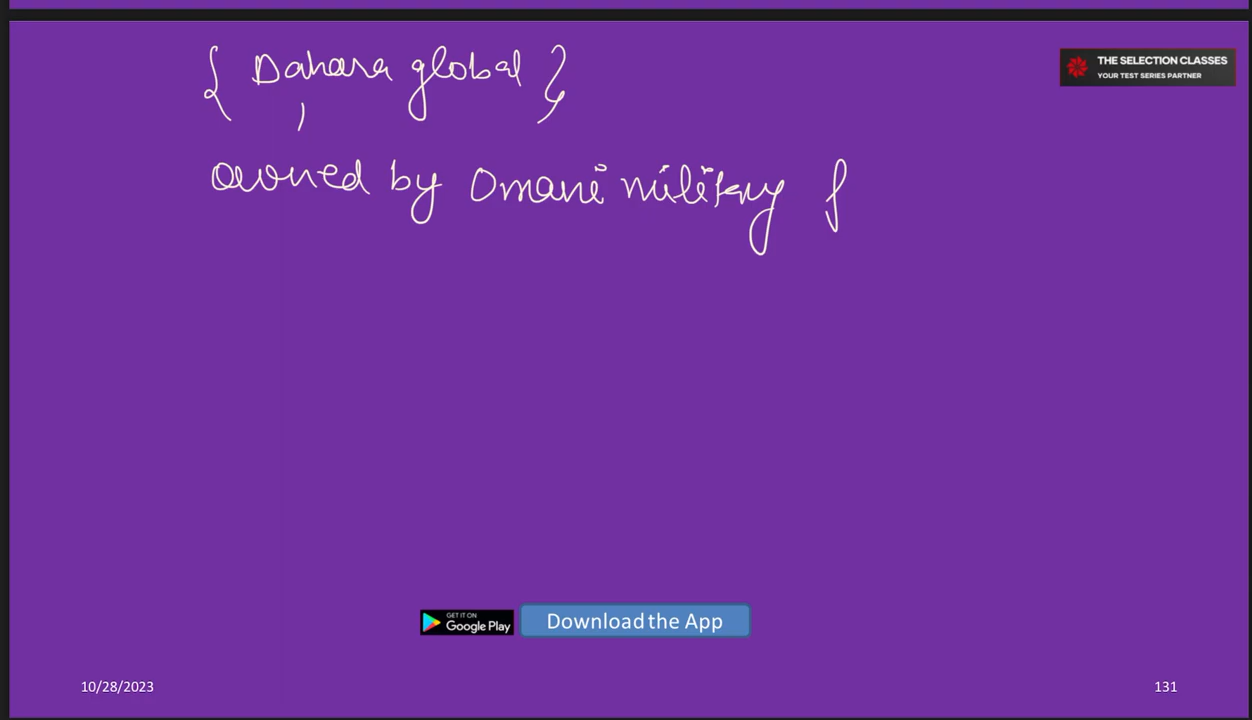 { Dahara global }
THE SELECTION CLASSES
YOUR TEST SERIES PARTNER
owned by Omani military f
GET IT ON
Google Play
Download the App
10/28/2023
131